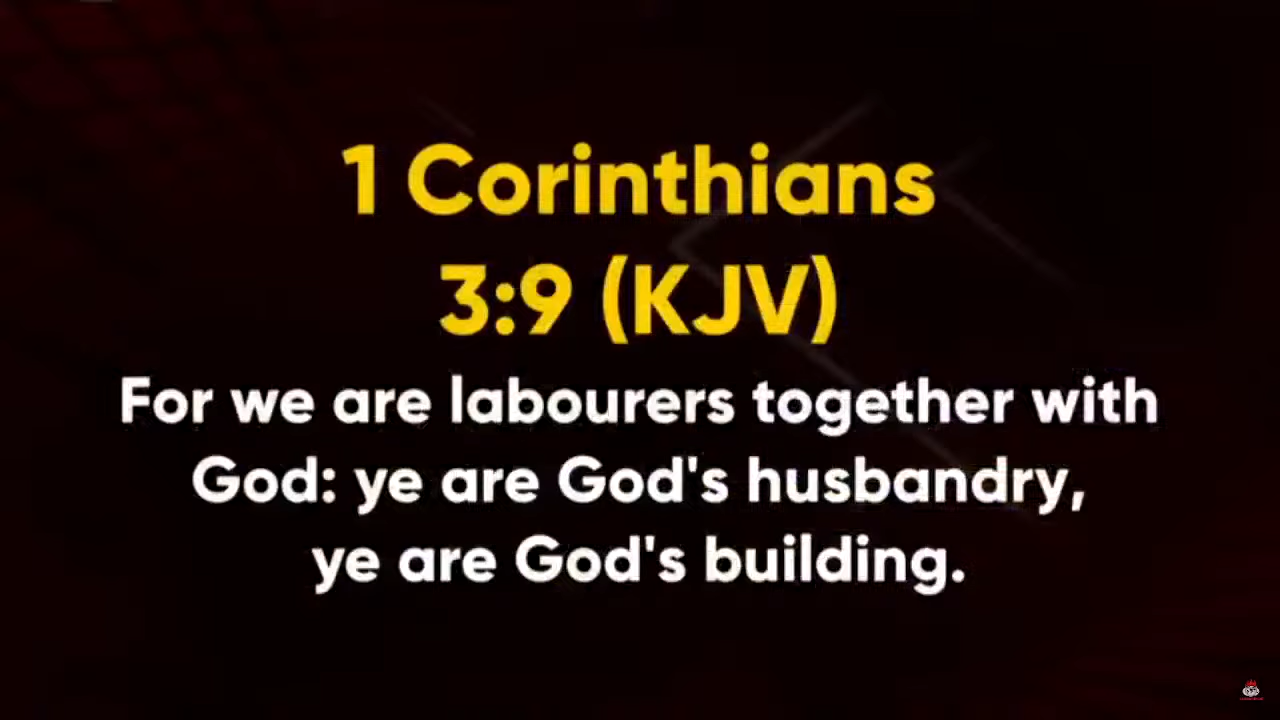 1 Corinthians
3:9 (KJV)
For we are labourers together with
God: ye are God's husbandry,
ye are God's building.